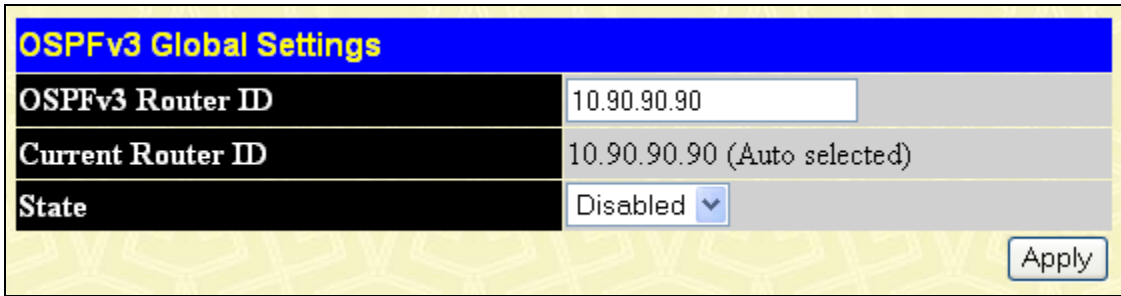 OSPFv3 Global Settings
OSPFv3 Router ID 10.90.90.90
Current Router ID 10.90.90.90 (Auto selected)
State Disabled
Apply